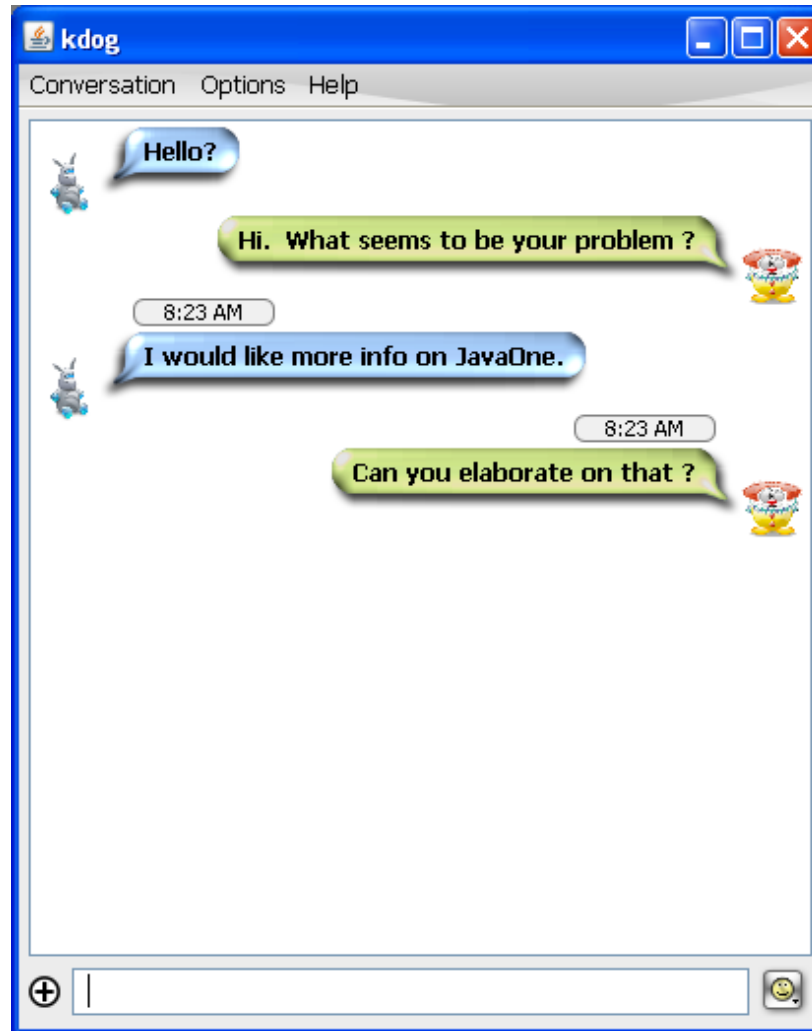 kdog
Conversation Options Help
Hello?
Hi. What seems to be your problem ?
8:23 AM
I would like more info on JavaOne.
8:23 AM
Can you elaborate on that ?